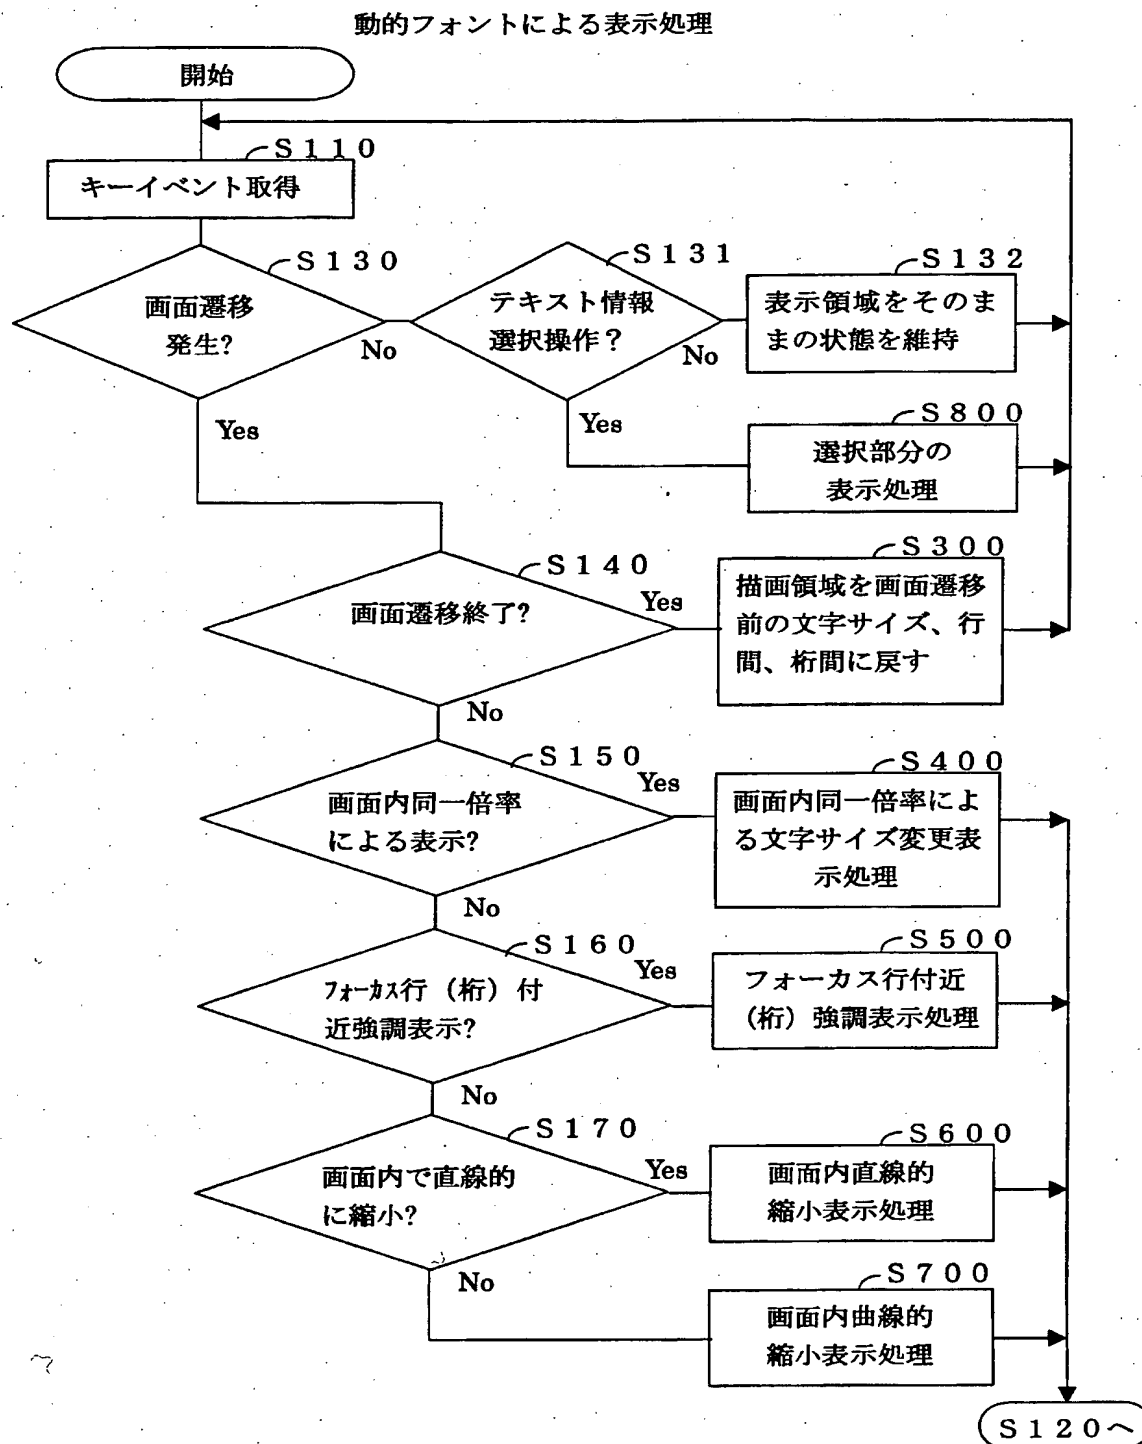 動的フォントによる表示処理
開始
S110
キーイベント取得
S130
画面遷移
発生?
No
Yes
S131
テキスト情報
選択操作?
No
Yes
S132
表示領域をそのま
まの状態を維持
S800
選択部分の
表示処理
S140
画面遷移終了?
Yes
No
S300
描画領域を画面遷移
前の文字サイズ、行
間、桁間に戻す
S150
画面内同一倍率
による表示?
Yes
No
S400
画面内同一倍率によ
る文字サイズ変更表
示処理
S160
フォーカス行(桁)付
近強調表示?
Yes
No
S500
フォーカス行付近
(桁)強調表示処理
S170
画面内で直線的
に縮小?
Yes
No
S600
画面内直線的
縮小表示処理
S700
画面内曲線的
縮小表示処理
S120へ